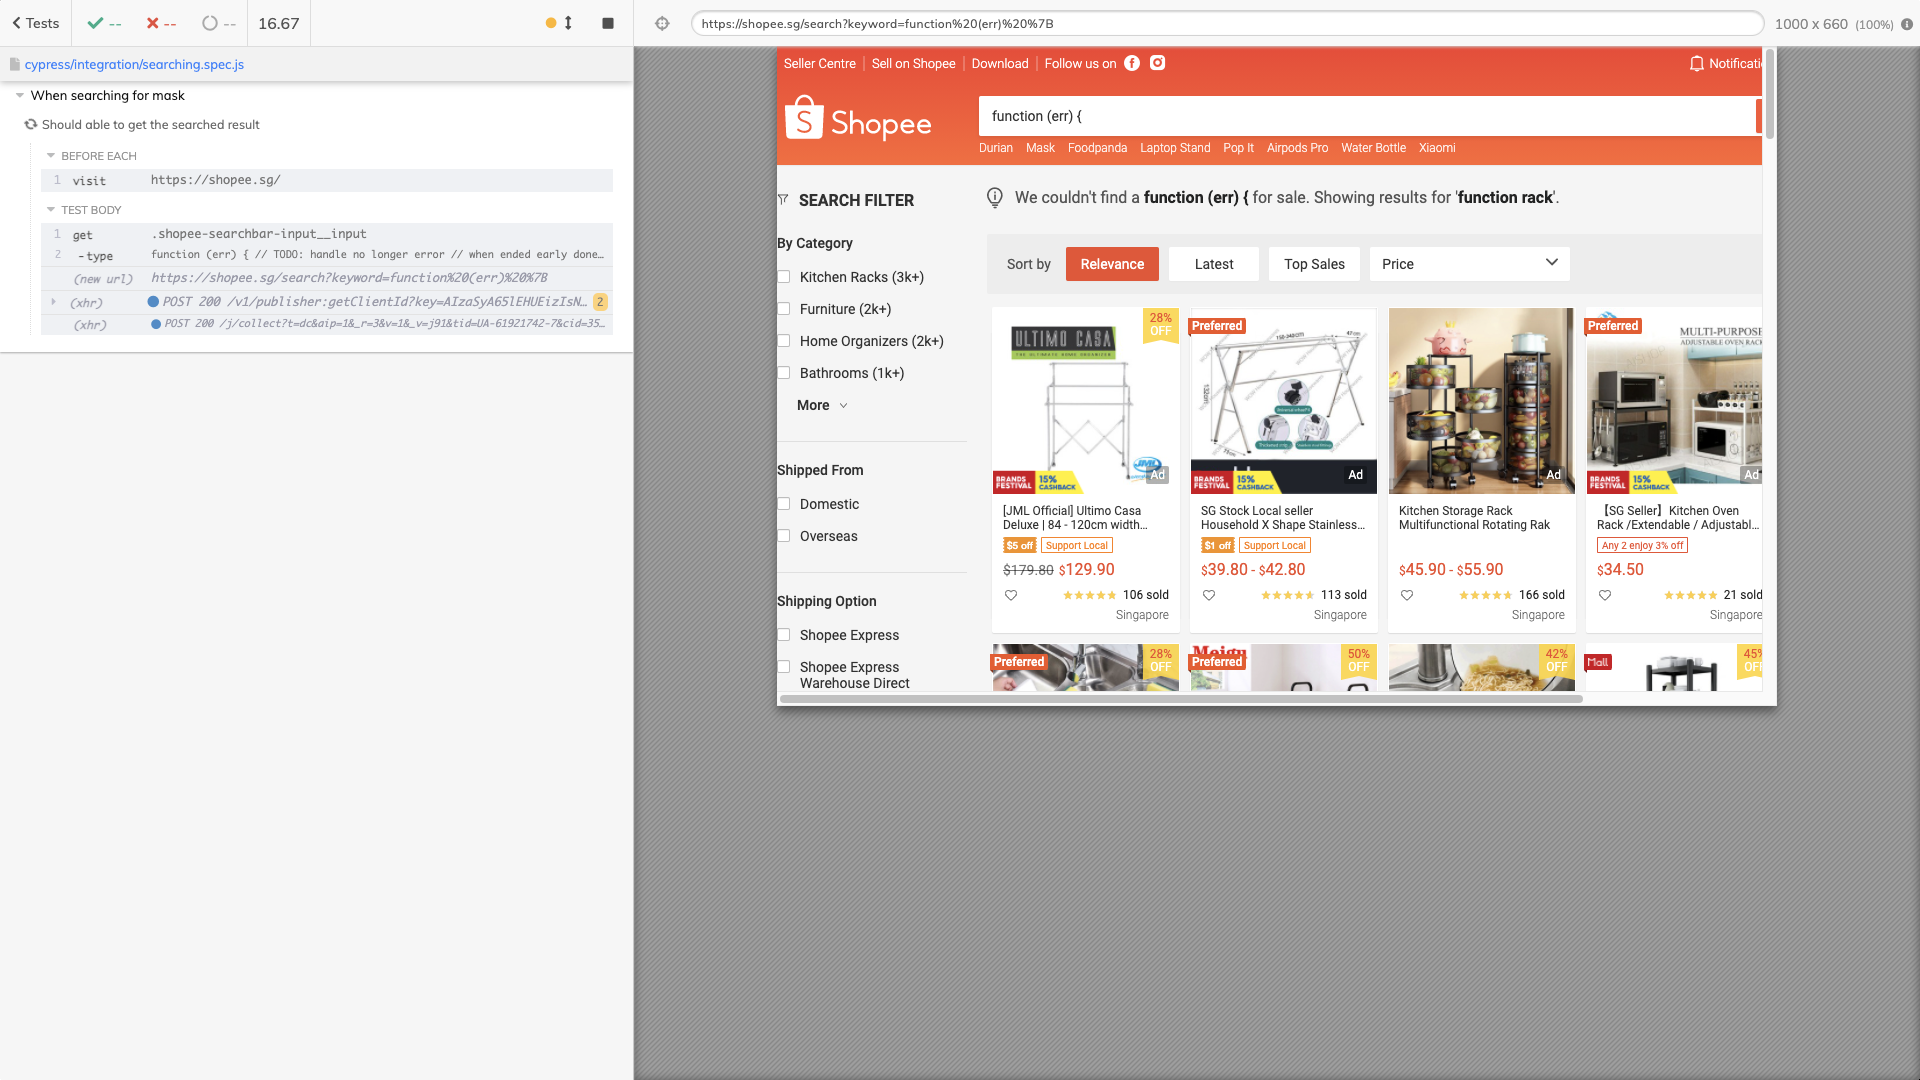 Tests
--
--
--
16.67
https://shopee.sg/search?keyword=function%20(err)%20%7B
1000 x 660 (100%)
cypress/integration/searching.spec.js
When searching for mask
Should able to get the searched result
BEFORE EACH
1 visit https://shopee.sg/
TEST BODY
1 get .shopee-searchbar-input__input
2 -type function (err) { // TODO: handle no longer error // when ended early done…
(new url) https://shopee.sg/search?keyword=function%20(err)%20%7B
(xhr) POST 200 /v1/publisher:getClientId?key=AIzaSyA65lEHUEizIsN… 2
(xhr) POST 200 /j/collect?t=dc&aip=1&_r=3&v=1&_v=j91&tid=UA-61921742-7&cid=35…
Seller Centre Sell on Shopee Download Follow us on
Notificati
Shopee
function (err) {
Durian Mask Foodpanda Laptop Stand Pop It Airpods Pro Water Bottle Xiaomi
SEARCH FILTER
By Category
Kitchen Racks (3k+)
Furniture (2k+)
Home Organizers (2k+)
Bathrooms (1k+)
More
Shipped From
Domestic
Overseas
Shipping Option
Shopee Express
Shopee Express
Warehouse Direct
We couldn't find a function (err) { for sale. Showing results for 'function rack'.
Sort by Relevance Latest Top Sales Price
28%
OFF
ULTIMO CASA
THE ULTIMATE HOME ORGANIZER
JML
BRANDS
FESTIVAL
15%
CASHBACK
Ad
[JML Official] Ultimo Casa
Deluxe | 84 - 120cm width…
$5 off Support Local
$179.80 $129.90
106 sold
Singapore
Preferred
BRANDS
FESTIVAL
15%
CASHBACK
Ad
SG Stock Local seller
Household X Shape Stainless…
$1 off Support Local
$39.80 - $42.80
113 sold
Singapore
Ad
Kitchen Storage Rack
Multifunctional Rotating Rak
$45.90 - $55.90
166 sold
Singapore
Preferred
MULTI-PURPOSE
ADJUSTABLE OVEN RACK
BRANDS
FESTIVAL
15%
CASHBACK
Ad
【SG Seller】Kitchen Oven
Rack /Extendable / Adjustabl…
Any 2 enjoy 3% off
$34.50
21 sold
Singapore
Preferred
28%
OFF
Preferred
50%
OFF
42%
OFF
Mall
45%
OFF